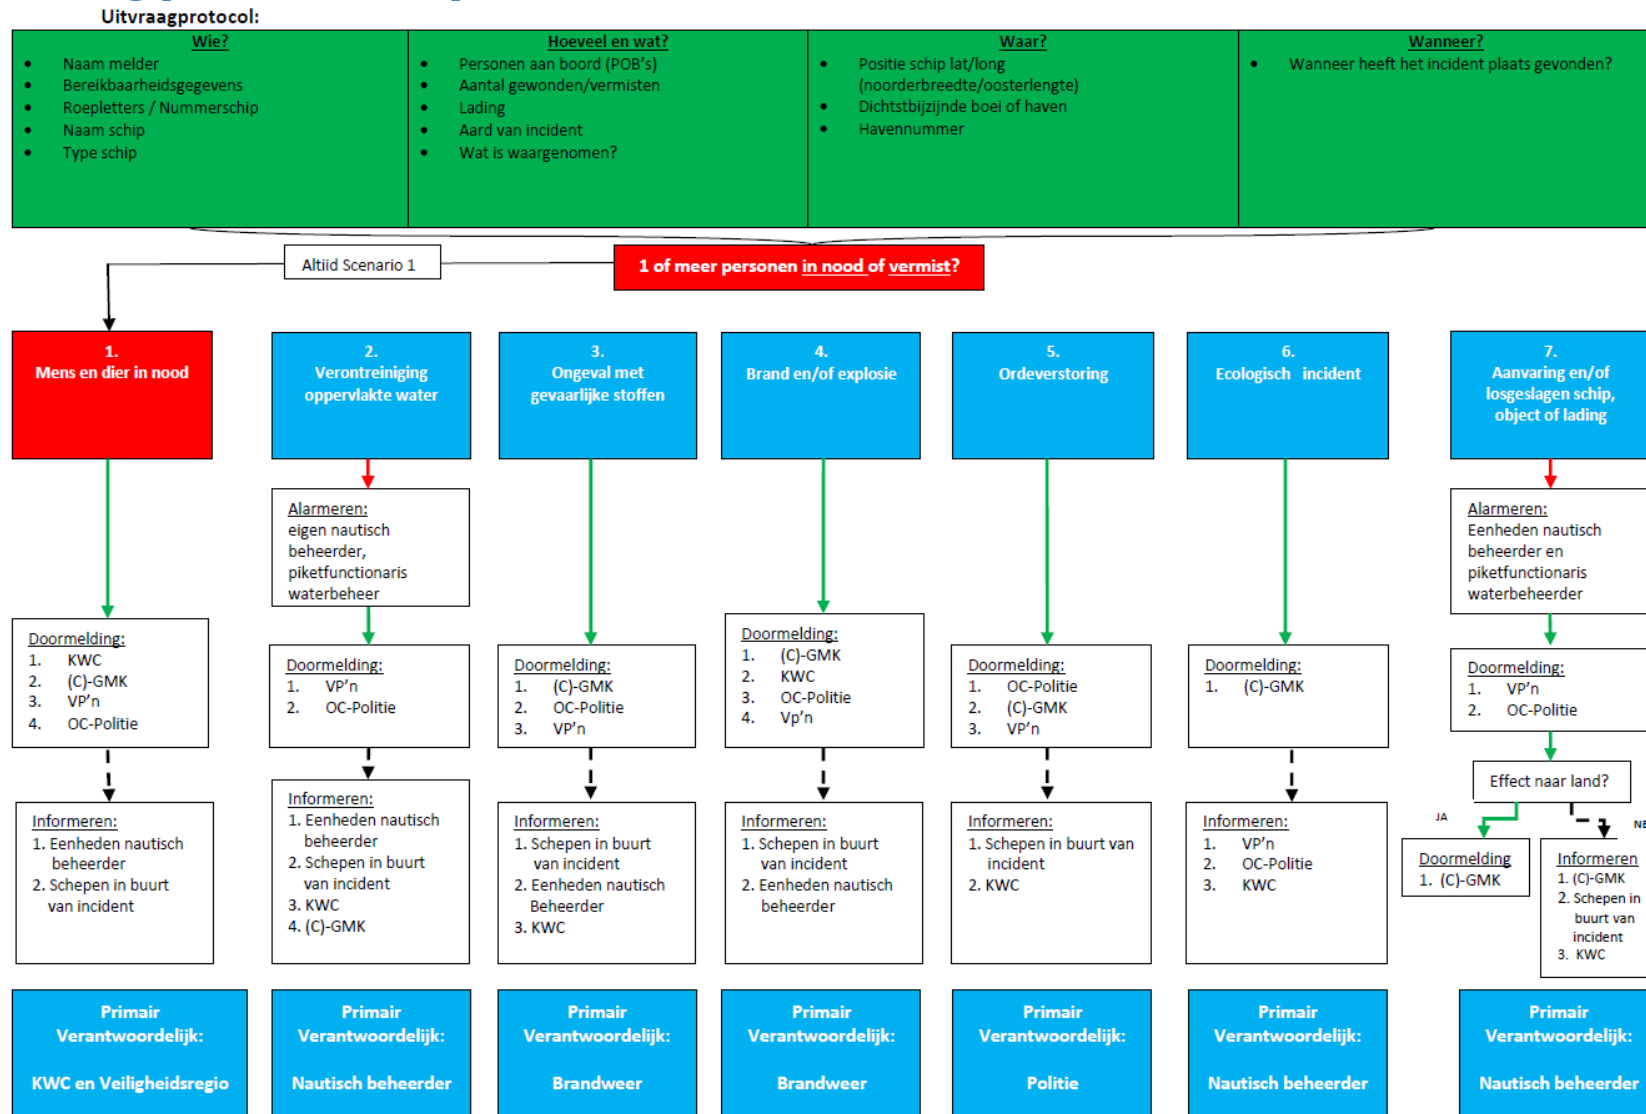 Uitvraagprotocol:
Wie?
• Naam melder
• Bereikbaarheidsgegevens
• Roepletters / Nummerschip
• Naam schip
• Type schip
Hoeveel en wat?
• Personen aan boord (POB's)
• Aantal gewonden/vermisten
• Lading
• Aard van incident
• Wat is waargenomen?
Waar?
• Positie schip lat/long
(noorderbreedte/oosterlengte)
• Dichtstbijzijnde boei of haven
• Havennummer
Wanneer?
• Wanneer heeft het incident plaats gevonden?
Altijd Scenario 1
1 of meer personen in nood of vermist?
1.
Mens en dier in nood
2.
Verontreiniging
oppervlakte water
3.
Ongeval met
gevaarlijke stoffen
4.
Brand en/of explosie
5.
Ordeverstoring
6.
Ecologisch incident
7.
Aanvaring en/of
losgeslagen schip,
object of lading
Alarmeren:
eigen nautisch
beheerder,
piketfunctionaris
waterbeheer
Alarmeren:
Eenheden nautisch
beheerder en
piketfunctionaris
waterbeheerder
Doormelding:
1. KWC
2. (C)-GMK
3. VP'n
4. OC-Politie
Doormelding:
1. VP'n
2. OC-Politie
Doormelding:
1. (C)-GMK
2. OC-Politie
3. VP'n
Doormelding:
1. (C)-GMK
2. KWC
3. OC-Politie
4. Vp'n
Doormelding:
1. OC-Politie
2. (C)-GMK
3. VP'n
Doormelding:
1. (C)-GMK
Doormelding:
1. VP'n
2. OC-Politie
Effect naar land?
JA
NE
Informeren:
1. Eenheden nautisch
beheerder
2. Schepen in buurt
van incident
Informeren:
1. Eenheden nautisch
beheerder
2. Schepen in buurt
van incident
3. KWC
4. (C)-GMK
Informeren:
1. Schepen in buurt
van incident
2. Eenheden nautisch
Beheerder
3. KWC
Informeren:
1. Schepen in buurt
van incident
2. Eenheden nautisch
beheerder
Informeren:
1. Schepen in buurt van
incident
2. KWC
Informeren:
1. VP'n
2. OC-Politie
3. KWC
Doormelding
1. (C)-GMK
Informeren
1. (C)-GMK
2. Schepen in
buurt van
incident
3. KWC
Primair
Verantwoordelijk:
KWC en Veiligheidsregio
Primair
Verantwoordelijk:
Nautisch beheerder
Primair
Verantwoordelijk:
Brandweer
Primair
Verantwoordelijk:
Brandweer
Primair
Verantwoordelijk:
Politie
Primair
Verantwoordelijk:
Nautisch beheerder
Primair
Verantwoordelijk:
Nautisch beheerder